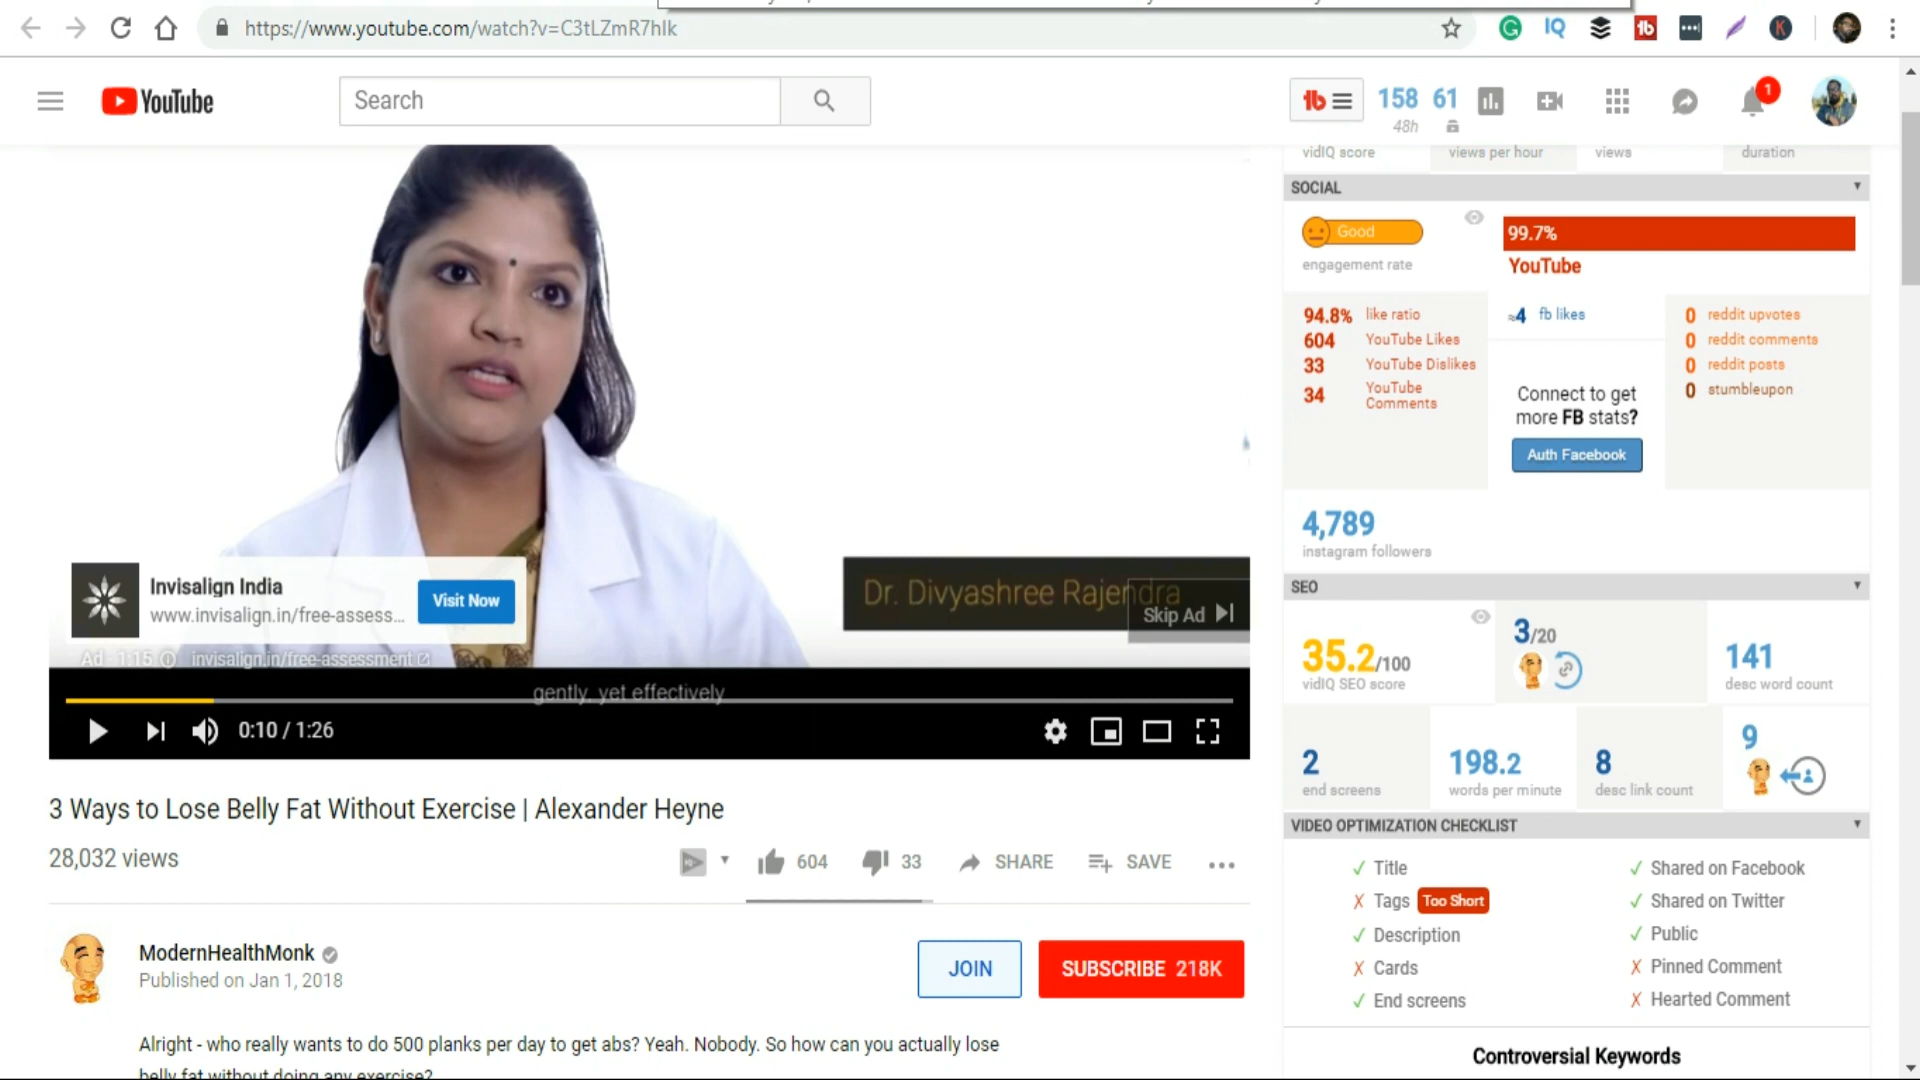 https://www.youtube.com/watch?v=C3tLZmR7hIk
YouTube
Search
158 61
48h
1
vidIQ score views per hour views duration
SOCIAL
Good
engagement rate
99.7%
YouTube
94.8% like ratio
604 YouTube Likes
33 YouTube Dislikes
34 YouTube Comments
≈4 fb likes
Connect to get
more FB stats?
Auth Facebook
0 reddit upvotes
0 reddit comments
0 reddit posts
0 stumbleupon
4,789
instagram followers
SEO
35.2/100
vidIQ SEO score
3/20
141
desc word count
2
end screens
198.2
words per minute
8
desc link count
9
VIDEO OPTIMIZATION CHECKLIST
✓ Title
✗ Tags Too Short
✓ Description
✗ Cards
✓ End screens
✓ Shared on Facebook
✓ Shared on Twitter
✓ Public
✗ Pinned Comment
✗ Hearted Comment
Controversial Keywords
Invisalign India
www.invisalign.in/free-assess...
Visit Now
Dr. Divyashree Rajendra
Skip Ad
Ad · 1:15 invisalign.in/free-assessment
gently, yet effectively
0:10 / 1:26
3 Ways to Lose Belly Fat Without Exercise | Alexander Heyne
28,032 views
604 33 SHARE SAVE
ModernHealthMonk
Published on Jan 1, 2018
JOIN
SUBSCRIBE 218K
Alright - who really wants to do 500 planks per day to get abs? Yeah. Nobody. So how can you actually lose
belly fat without doing any exercise?